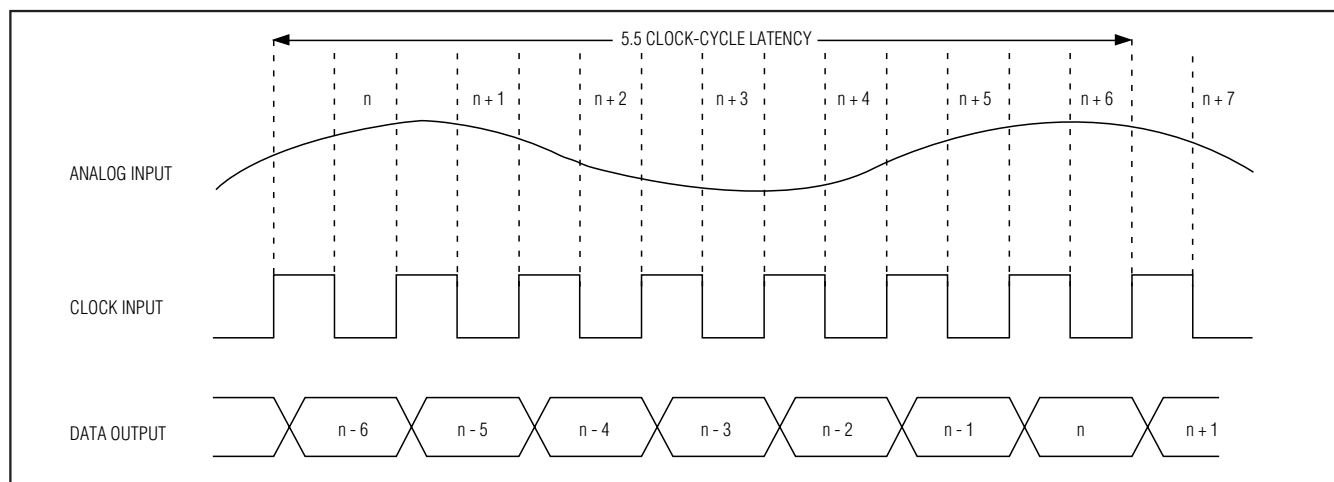 5.5 CLOCK-CYCLE LATENCY
n n + 1 n + 2 n + 3 n + 4 n + 5 n + 6 n + 7
ANALOG INPUT
CLOCK INPUT
DATA OUTPUT n - 6 n - 5 n - 4 n - 3 n - 2 n - 1 n n + 1